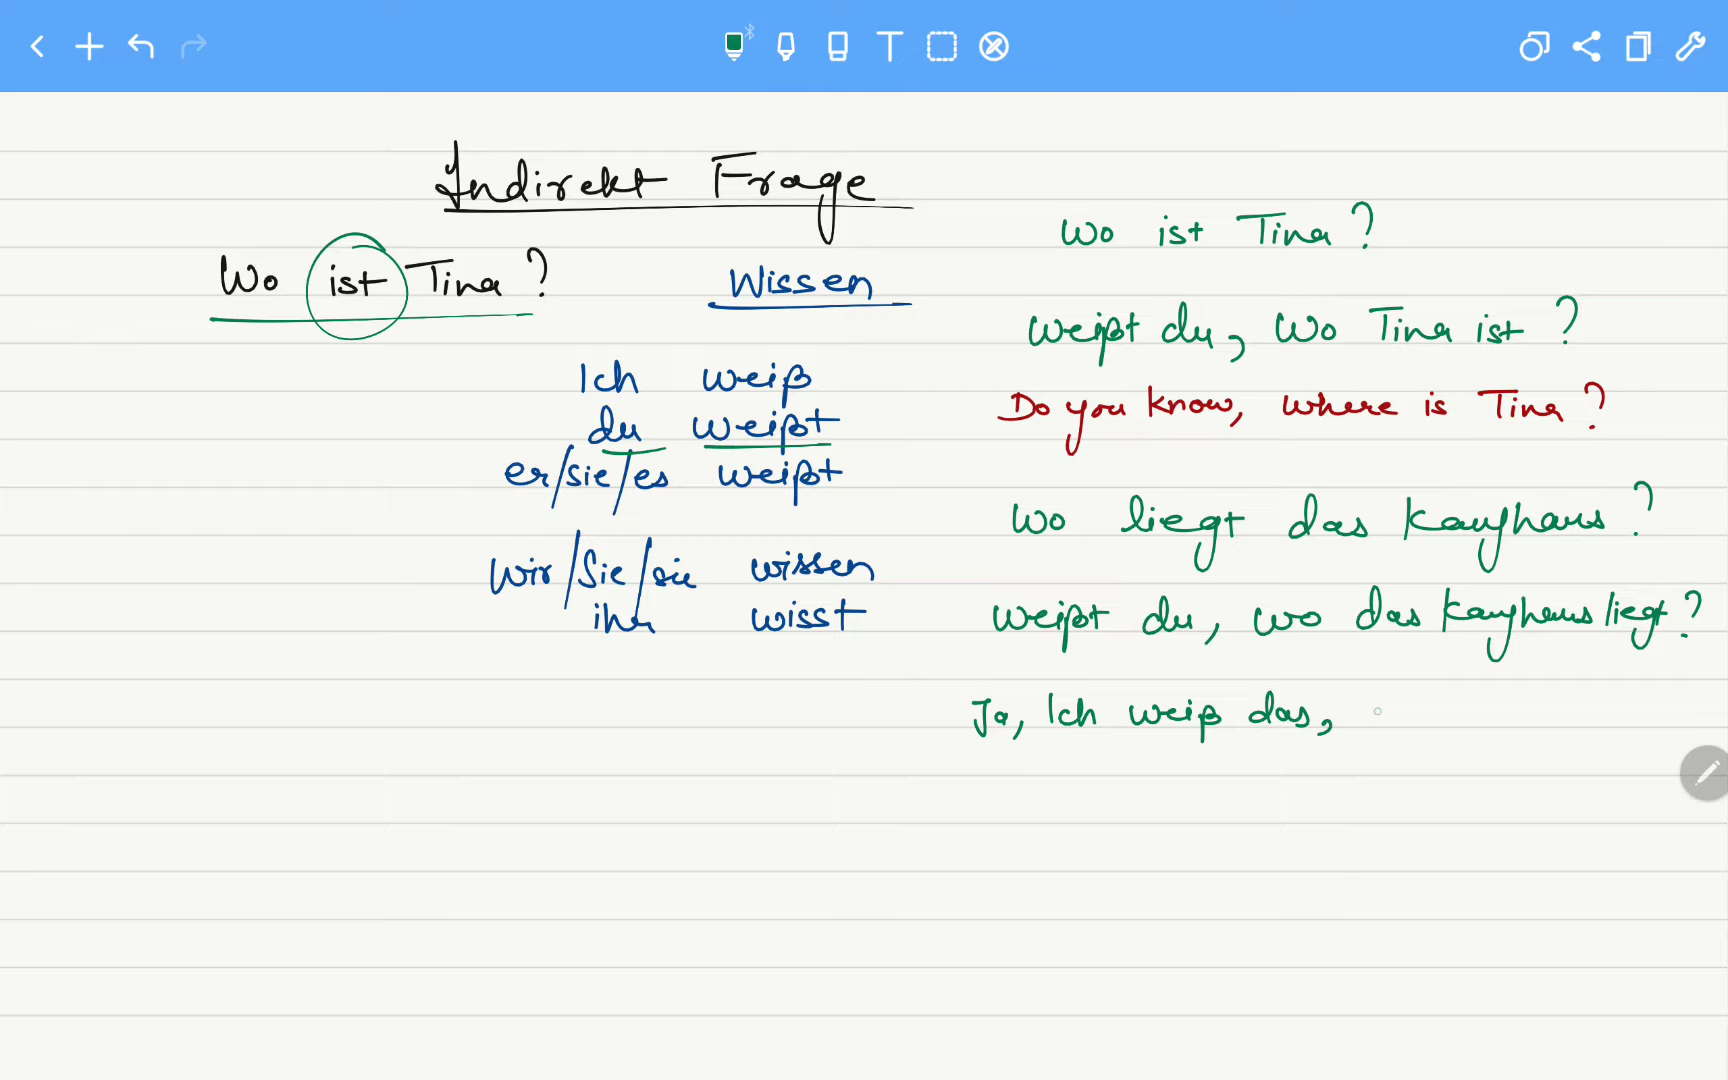 Indirekt Frage
Wo ist Tina?
Wissen
Ich weiß
du weißt
er/sie/es weißt
Wir/Sie/sie wissen
ihr wisst
Wo ist Tina?
Weißt du, Wo Tina ist?
Do you know, where is Tina?
Wo liegt das Kaufhaus?
Weißt du, wo das Kaufhaus liegt?
Ja, Ich weiß das,